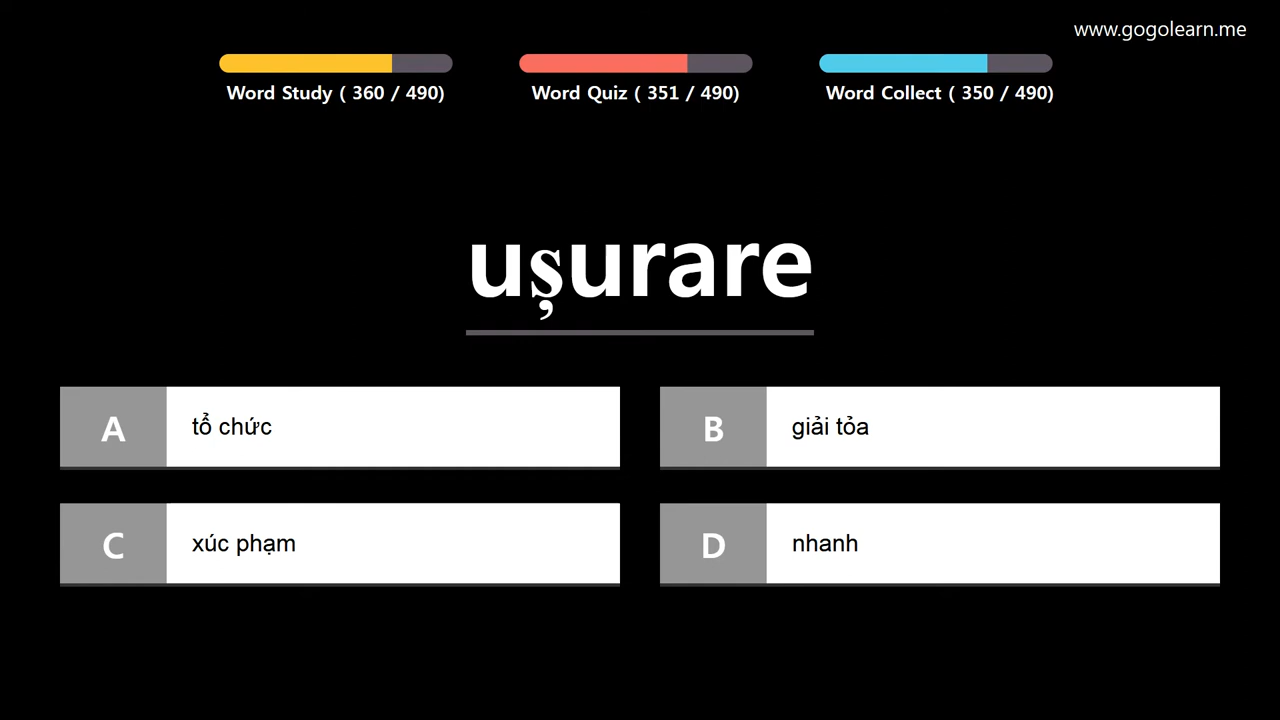 www.gogolearn.me
Word Study ( 360 / 490)
Word Quiz ( 351 / 490)
Word Collect ( 350 / 490)
ușurare
A tổ chức
B giải tỏa
C xúc phạm
D nhanh